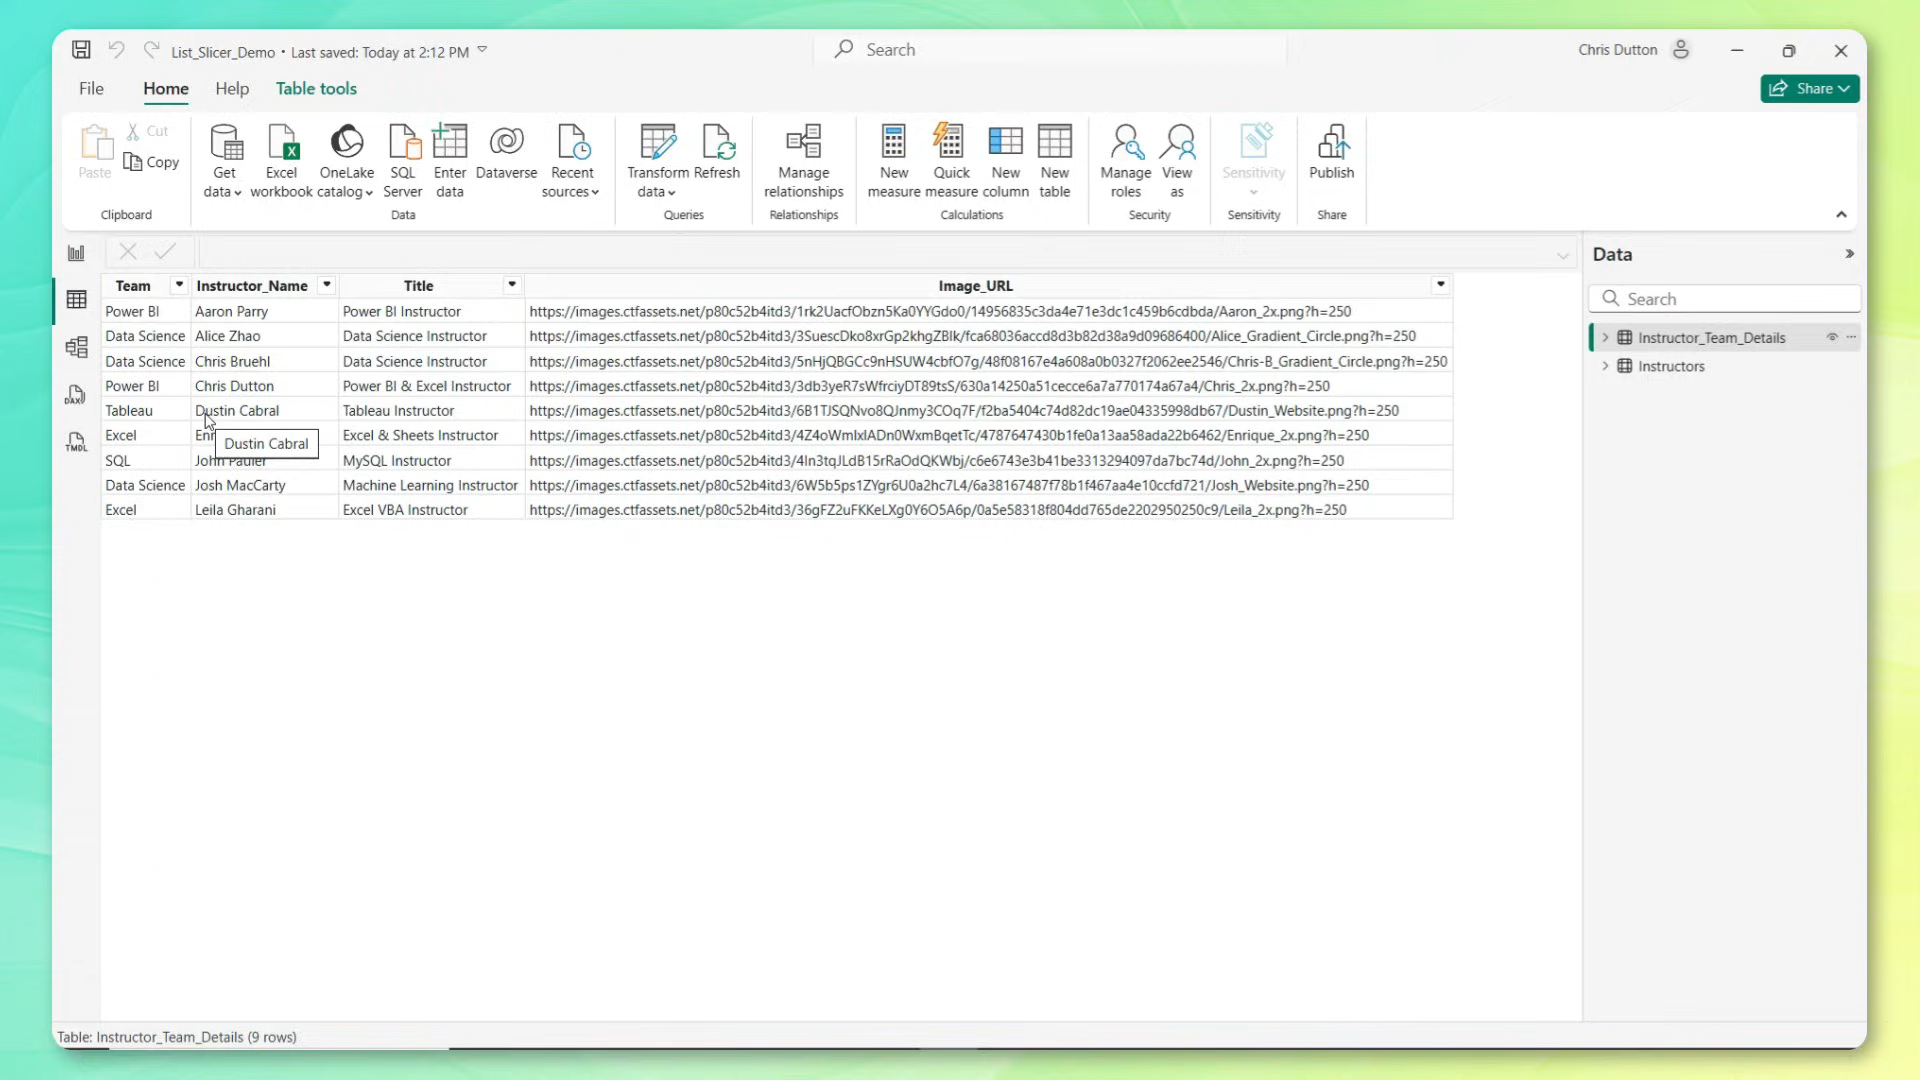 List_Slicer_Demo • Last saved: Today at 2:12 PM
Search
Chris Dutton
File Home Help Table tools
Share
Paste
Cut
Copy
Clipboard
Get data
Excel workbook
OneLake catalog
SQL Server
Enter data
Dataverse
Recent sources
Data
Transform data
Refresh
Queries
Manage relationships
Relationships
New measure
Quick measure
New column
New table
Calculations
Manage roles
View as
Security
Sensitivity
Sensitivity
Publish
Share
DAX
TMDL
Team Instructor_Name Title Image_URL
Power BI Aaron Parry Power BI Instructor https://images.ctfassets.net/p80c52b4itd3/1rk2UacfObzn5Ka0YYGdo0/14956835c3da4e71e3dc1c459b6cdbda/Aaron_2x.png?h=250
Data Science Alice Zhao Data Science Instructor https://images.ctfassets.net/p80c52b4itd3/3SuescDko8xrGp2khgZBIk/fca68036accd8d3b82d38a9d09686400/Alice_Gradient_Circle.png?h=250
Data Science Chris Bruehl Data Science Instructor https://images.ctfassets.net/p80c52b4itd3/5nHjQBGCc9nHSUW4cbfO7g/48f08167e4a608a0b0327f2062ee2546/Chris-B_Gradient_Circle.png?h=250
Power BI Chris Dutton Power BI & Excel Instructor https://images.ctfassets.net/p80c52b4itd3/3db3yeR7sWfrciyDT89tsS/630a14250a51cecce6a7a770174a67a4/Chris_2x.png?h=250
Tableau Dustin Cabral Tableau Instructor https://images.ctfassets.net/p80c52b4itd3/6B1TJSQNvo8QJnmy3COq7F/f2ba5404c74d82dc19ae04335998db67/Dustin_Website.png?h=250
Excel Excel & Sheets Instructor https://images.ctfassets.net/p80c52b4itd3/4Z4oWmIxlADn0WxmBqetTc/4787647430b1fe0a13aa58ada22b6462/Enrique_2x.png?h=250
Dustin Cabral
SQL John Pauler MySQL Instructor https://images.ctfassets.net/p80c52b4itd3/4In3tqJLdB15rRaOdQKWbj/c6e6743e3b41be3313294097da7bc74d/John_2x.png?h=250
Data Science Josh MacCarty Machine Learning Instructor https://images.ctfassets.net/p80c52b4itd3/6W5b5ps1ZYgr6U0a2hc7L4/6a38167487f78b1f467aa4e10ccfd721/Josh_Website.png?h=250
Excel Leila Gharani Excel VBA Instructor https://images.ctfassets.net/p80c52b4itd3/36gFZ2uFKKeLXg0Y6O5A6p/0a5e58318f804dd765de2202950250c9/Leila_2x.png?h=250
Data
Search
Instructor_Team_Details
Instructors
Table: Instructor_Team_Details (9 rows)